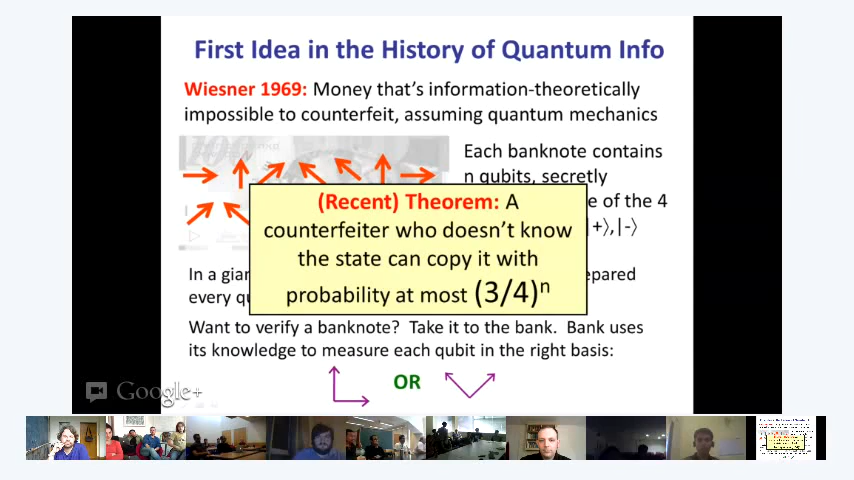 First Idea in the History of Quantum Info
Wiesner 1969: Money that's information-theoretically
impossible to counterfeit, assuming quantum mechanics
Each banknote contains
n qubits, secretly
e of the 4
|+⟩,|-⟩
(Recent) Theorem: A
counterfeiter who doesn't know
the state can copy it with
probability at most (3/4)ⁿ
In a gian
epared
every qu
Want to verify a banknote? Take it to the bank. Bank uses
its knowledge to measure each qubit in the right basis:
OR
Google+